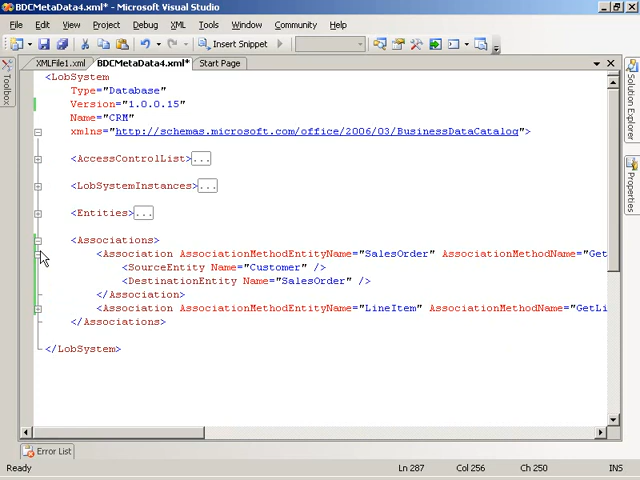 BDCMetaData4.xml* - Microsoft Visual Studio
File Edit View Project Debug XML Tools Window Community Help
Insert Snippet
XMLFile1.xml BDCMetaData4.xml* Start Page
Toolbox
Solution Explorer
Properties
<LobSystem
Type="Database"
Version="1.0.0.15"
Name="CRM"
xmlns="http://schemas.microsoft.com/office/2006/03/BusinessDataCatalog">
<AccessControlList>...
<LobSystemInstances>...
<Entities>...
<Associations>
<Association AssociationMethodEntityName="SalesOrder" AssociationMethodName="Get
<SourceEntity Name="Customer" />
<DestinationEntity Name="SalesOrder" />
</Association>
<Association AssociationMethodEntityName="LineItem" AssociationMethodName="GetLi
</Associations>
</LobSystem>
Error List
Ready Ln 287 Col 256 Ch 250 INS